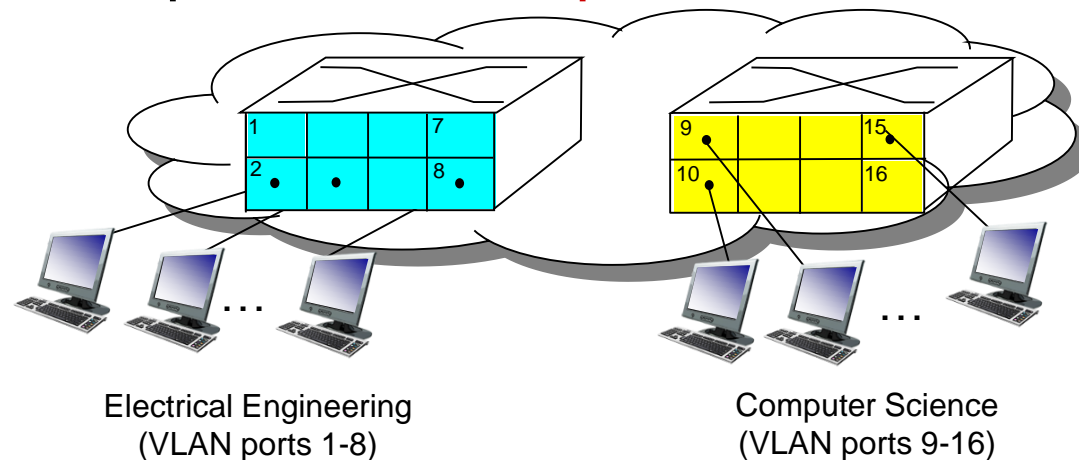 1 7
2 8
9 15
10 16
... ...
Electrical Engineering
(VLAN ports 1-8)
Computer Science
(VLAN ports 9-16)